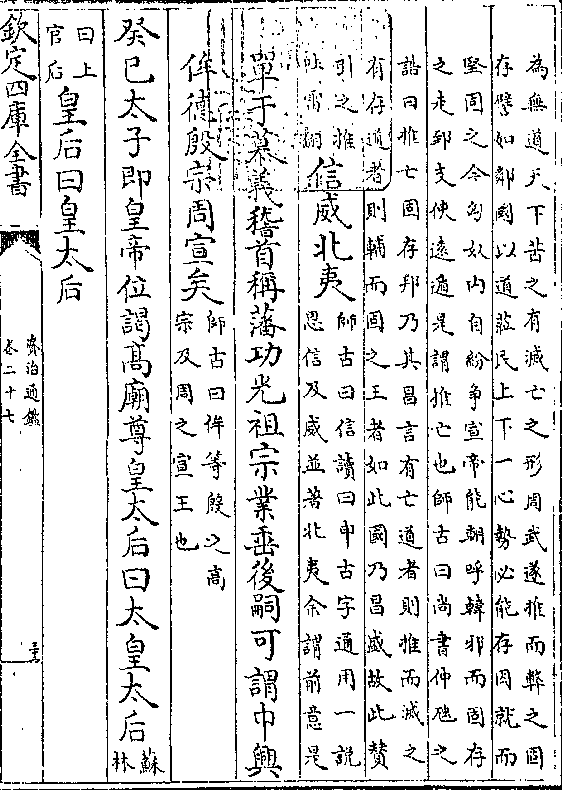 為無道天下苦之有滅亡之形周武遂推而斃之固
存譬如鄰國以道莅民上下一心勢必能存因就而
堅固之今匈奴内自紛争宣帝能朝呼韓邪而固存
之走郅支使遠遁是謂推亡也師古曰尚書仲虺之
誥曰推亡固存邦乃其昌言有亡道者則推而滅之
有存道者則輔而固之王者如此國乃昌盛故此賛
引之推
吐雷翻
信威北夷
師古曰信讀曰申古字通用一說
恩信及威並著北夷余謂前意是
單于慕義稽首稱藩功光祖宗業垂後嗣可謂中興
侔德殷宗周宣矣
師古曰侔等殷之高
宗及周之宣王也
癸巳太子即皇帝位謁髙廟尊皇太后曰太皇太后
蘇
林
曰上
官后
皇后曰皇太后
欽定四庫全書
資治通鑑
卷二十七